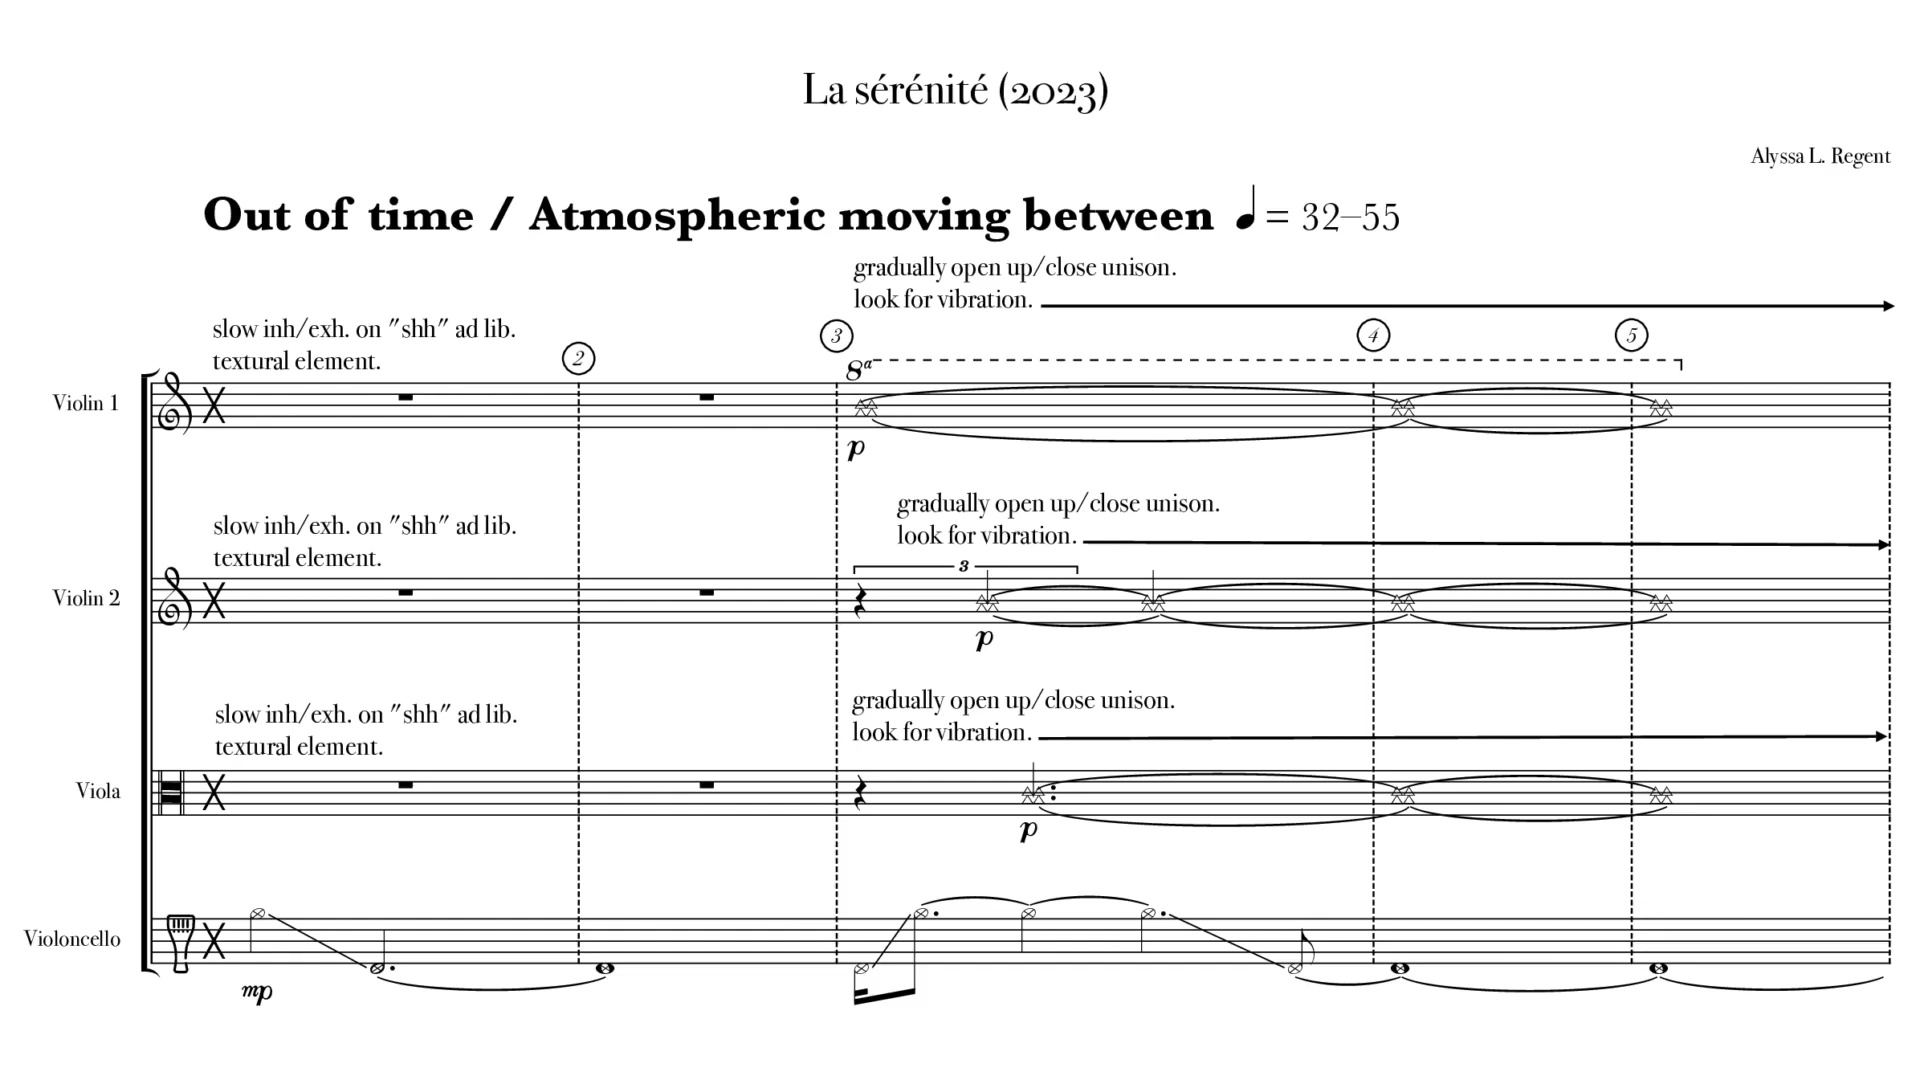 La sérénité (2023)
Alyssa L. Regent
Out of time / Atmospheric moving between ♩ = 32–55
gradually open up/close unison.
look for vibration.
slow inh/exh. on "shh" ad lib.
textural element.
2
3
4
5
8a
Violin 1
p
gradually open up/close unison.
look for vibration.
slow inh/exh. on "shh" ad lib.
textural element.
3
Violin 2
p
gradually open up/close unison.
look for vibration.
slow inh/exh. on "shh" ad lib.
textural element.
Viola
p
Violoncello
mp